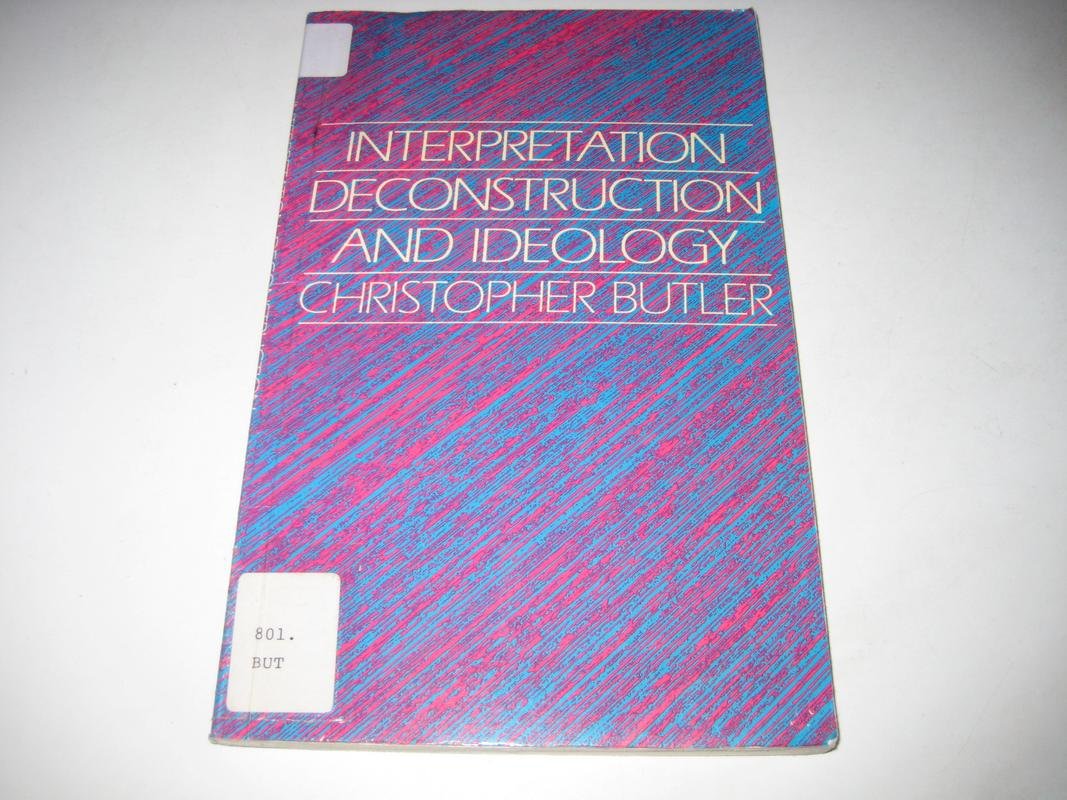 INTERPRETATION
DECONSTRUCTION
AND IDEOLOGY
CHRISTOPHER BUTLER
801.
BUT